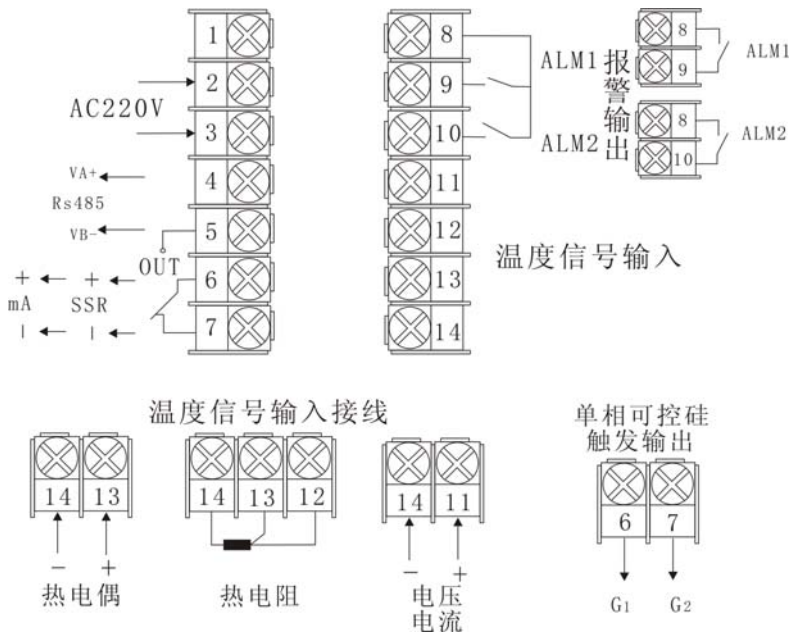 1
2
3
4
5
6
7
AC220V
VA+
Rs485
VB-
OUT
+ +
mA SSR
- -
8
9
10
11
12
13
14
ALM1
ALM2
报警输出
8
9
ALM1
8
10
ALM2
温度信号输入
温度信号输入接线
14 13
- +
热电偶
14 13 12
热电阻
14 11
- +
电压
电流
单相可控硅
触发输出
6 7
G1 G2